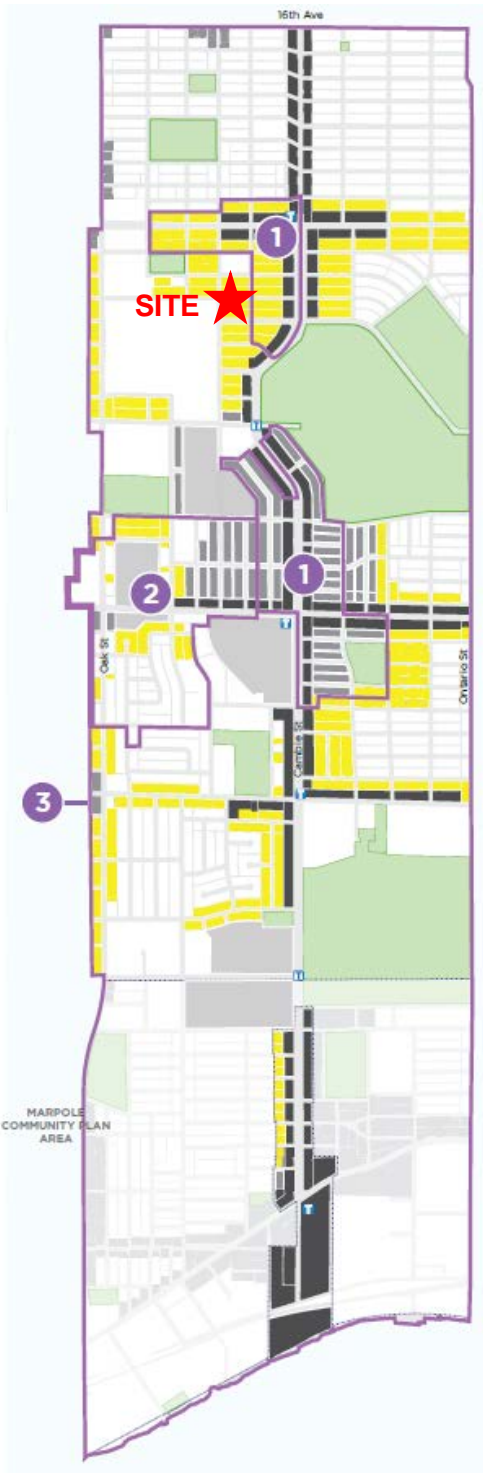 16th Ave
T
1
SITE
T
1
2
T
Oak St
Ontario St
Cambie St
T
3
T
MARPOLE
COMMUNITY PLAN
AREA
T